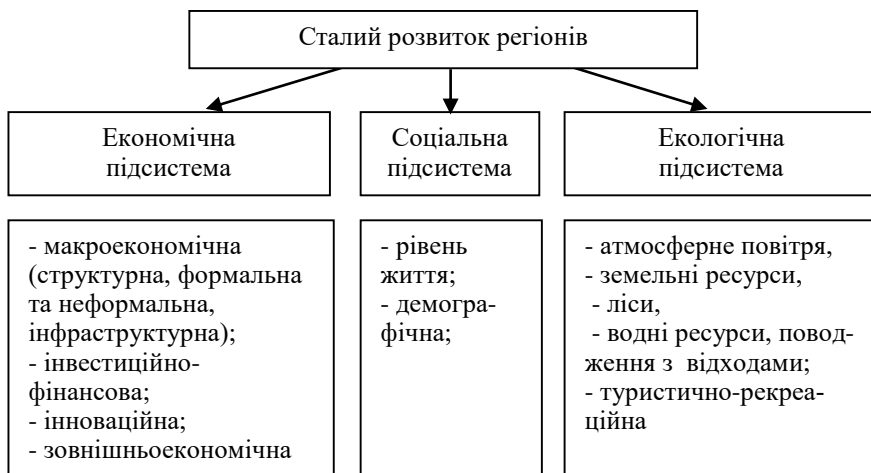 Сталий розвиток регіонів
Економічна
підсистема
Соціальна
підсистема
Екологічна
підсистема
- макроекономічна
(структурна, формальна
та неформальна,
інфраструктурна);
- інвестиційно-
фінансова;
- інноваційна;
- зовнішньоекономічна
- рівень
життя;
- демогра-
фічна;
- атмосферне повітря,
- земельні ресурси,
- ліси,
- водні ресурси, повод-
ження з відходами;
- туристично-рекреа-
ційна